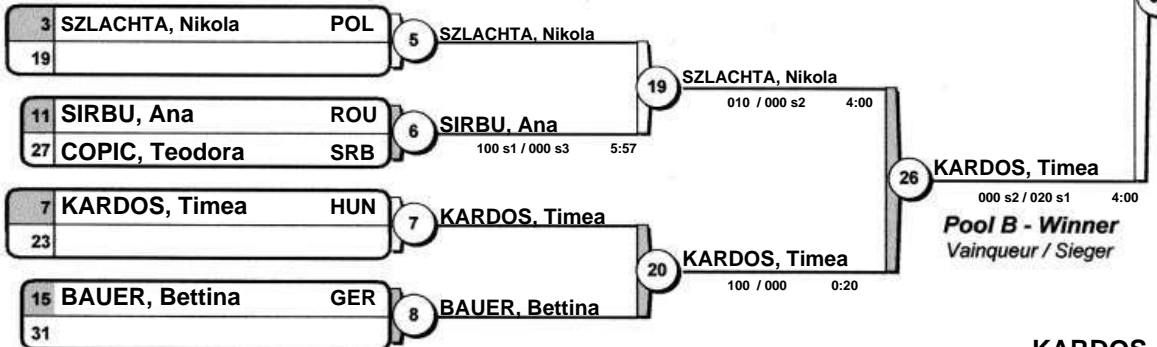 3 SZLACHTA, Nikola POL
19
5
SZLACHTA, Nikola
11 SIRBU, Ana ROU
27 COPIC, Teodora SRB
6
SIRBU, Ana
100 s1 / 000 s3 5:57
19
SZLACHTA, Nikola
010 / 000 s2 4:00
7 KARDOS, Timea HUN
23
7
KARDOS, Timea
15 BAUER, Bettina GER
31
8
BAUER, Bettina
20
KARDOS, Timea
100 / 000 0:20
26
KARDOS, Timea
000 s2 / 020 s1 4:00
Pool B - Winner
Vainqueur / Sieger
KARDOS